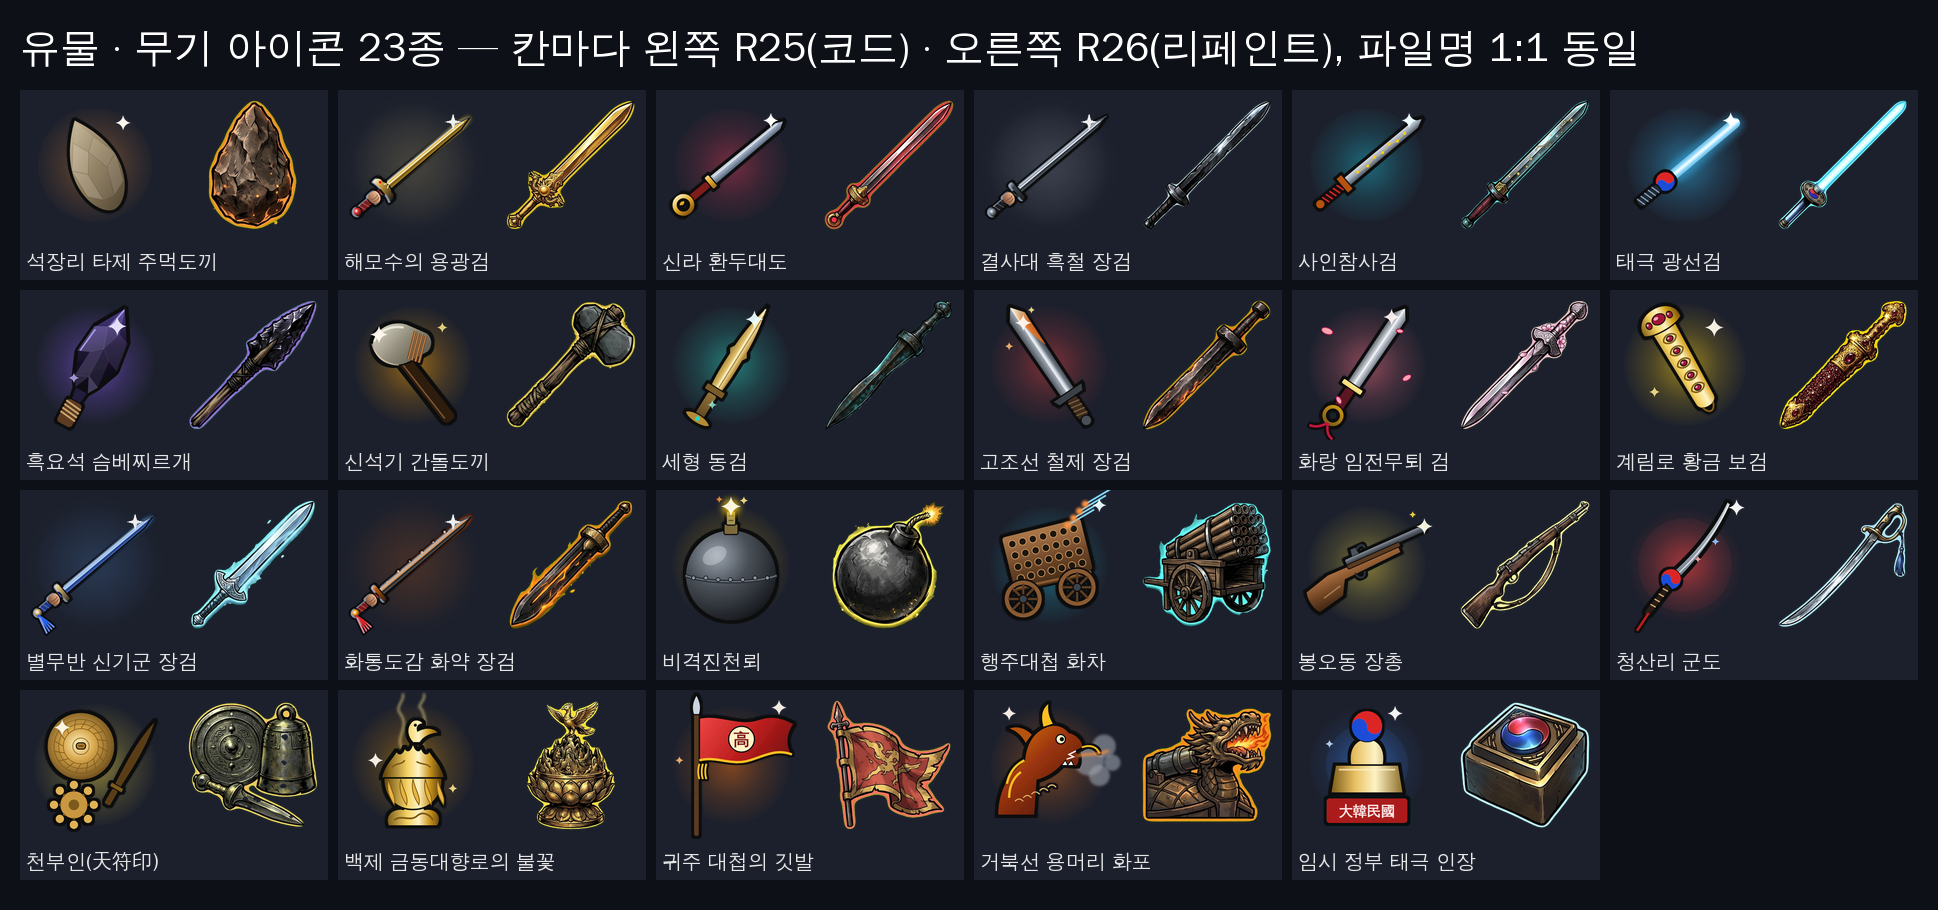 유물 · 무기 아이콘 23종 — 칸마다 왼쪽 R25(코드) · 오른쪽 R26(리페인트), 파일명 1:1 동일
석장리 타제 주먹도끼
해모수의 용광검
신라 환두대도
결사대 흑철 장검
사인참사검
태극 광선검
흑요석 슴베찌르개
신석기 간돌도끼
세형 동검
고조선 철제 장검
화랑 임전무퇴 검
계림로 황금 보검
별무반 신기군 장검
화통도감 화약 장검
비격진천뢰
행주대첩 화차
봉오동 장총
청산리 군도
高
大韓民國
천부인(天符印)
백제 금동대향로의 불꽃
귀주 대첩의 깃발
거북선 용머리 화포
임시 정부 태극 인장